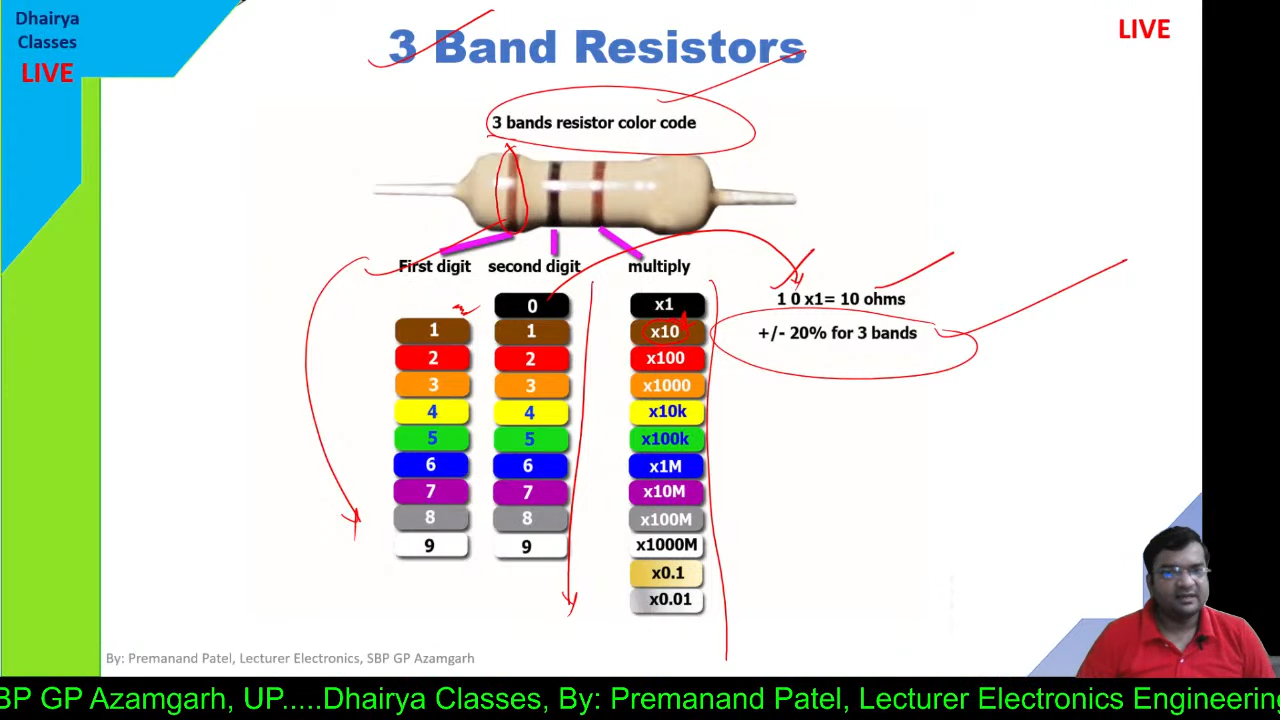 Dhairya
Classes
LIVE
3 Band Resistors
LIVE
3 bands resistor color code
First digit second digit multiply
0 x1
1 1 x10
2 2 x100
3 3 x1000
4 4 x10k
5 5 x100k
6 6 x1M
7 7 x10M
8 8 x100M
9 9 x1000M
x0.1
x0.01
1 0 x1= 10 ohms
+/- 20% for 3 bands
By: Premanand Patel, Lecturer Electronics, SBP GP Azamgarh
BP GP Azamgarh, UP.....Dhairya Classes, By: Premanand Patel, Lecturer Electronics Engineering